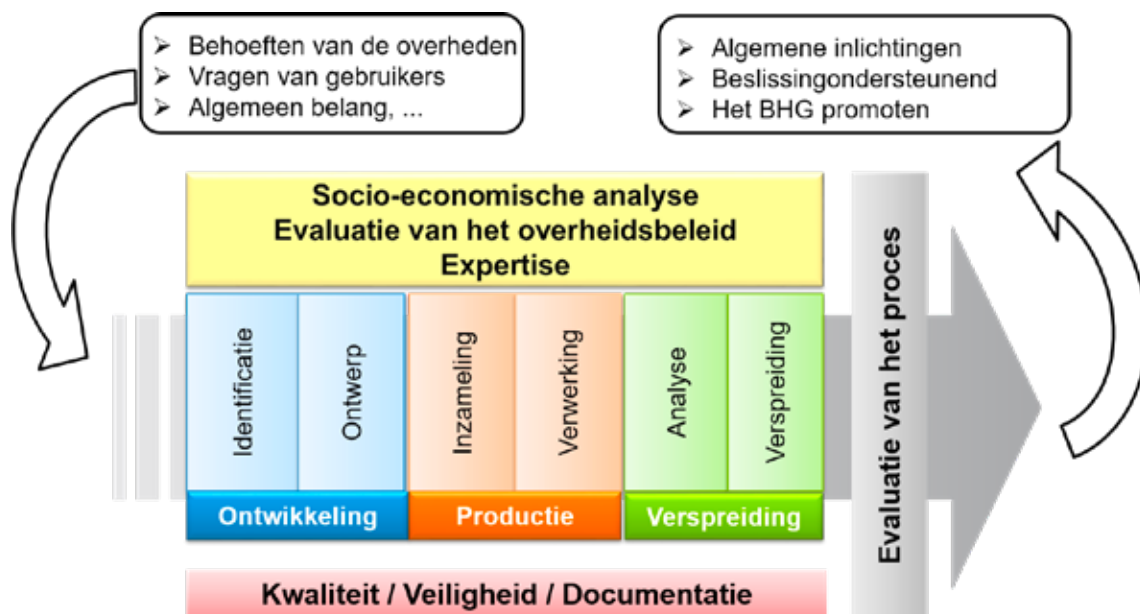 ➢ Behoeften van de overheden
➢ Vragen van gebruikers
➢ Algemeen belang, ...
➢ Algemene inlichtingen
➢ Beslissingondersteunend
➢ Het BHG promoten
Socio-economische analyse
Evaluatie van het overheidsbeleid
Expertise
Identificatie
Ontwerp
Inzameling
Verwerking
Analyse
Verspreiding
Ontwikkeling
Productie
Verspreiding
Evaluatie van het proces
Kwaliteit / Veiligheid / Documentatie